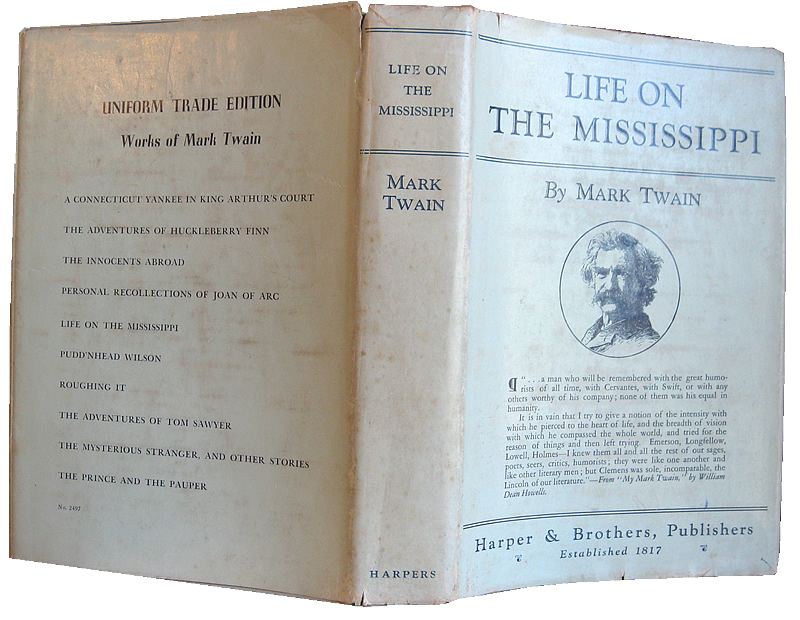 UNIFORM TRADE EDITION
Works of Mark Twain
A CONNECTICUT YANKEE IN KING ARTHUR'S COURT
THE ADVENTURES OF HUCKLEBERRY FINN
THE INNOCENTS ABROAD
PERSONAL RECOLLECTIONS OF JOAN OF ARC
LIFE ON THE MISSISSIPPI
PUDD'NHEAD WILSON
ROUGHING IT
THE ADVENTURES OF TOM SAWYER
THE MYSTERIOUS STRANGER, AND OTHER STORIES
THE PRINCE AND THE PAUPER
No. 2497
LIFE ON
THE
MISSISSIPPI
MARK
TWAIN
HARPERS
LIFE ON
THE MISSISSIPPI
By MARK TWAIN
¶ "...a man who will be remembered with the great humo-
rists of all time, with Cervantes, with Swift, or with any
others worthy of his company; none of them was his equal in
humanity.
It is in vain that I try to give a notion of the intensity with
which he pierced to the heart of life, and the breadth of vision
with which he compassed the whole world, and tried for the
reason of things and then left trying. Emerson, Longfellow,
Lowell, Holmes—I knew them all and all the rest of our sages,
poets, seers, critics, humorists; they were like one another and
like other literary men; but Clemens was sole, incomparable, the
Lincoln of our literature."—From "My Mark Twain," by William
Dean Howells.
Harper & Brothers, Publishers
Established 1817